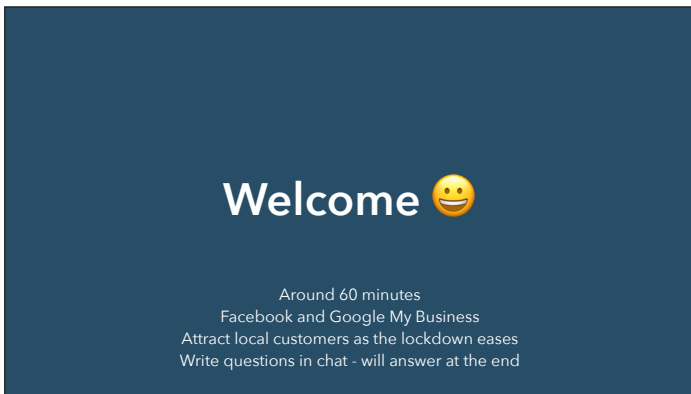 Welcome 😀
Around 60 minutes
Facebook and Google My Business
Attract local customers as the lockdown eases
Write questions in chat - will answer at the end